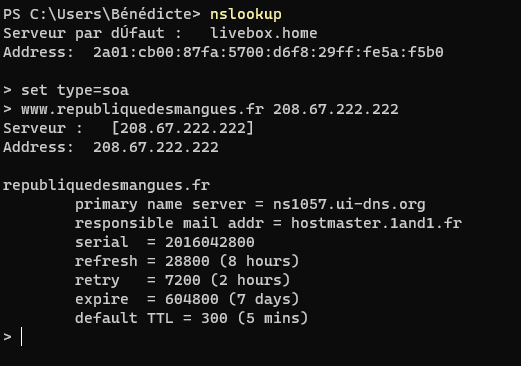 PS C:\Users\Bénédicte> nslookup
Serveur par dÚfaut :   livebox.home
Address:  2a01:cb00:87fa:5700:d6f8:29ff:fe5a:f5b0

> set type=soa
> www.republiquedesmangues.fr 208.67.222.222
Serveur :   [208.67.222.222]
Address:  208.67.222.222

republiquedesmangues.fr
        primary name server = ns1057.ui-dns.org
        responsible mail addr = hostmaster.1and1.fr
        serial  = 2016042800
        refresh = 28800 (8 hours)
        retry   = 7200 (2 hours)
        expire  = 604800 (7 days)
        default TTL = 300 (5 mins)
>